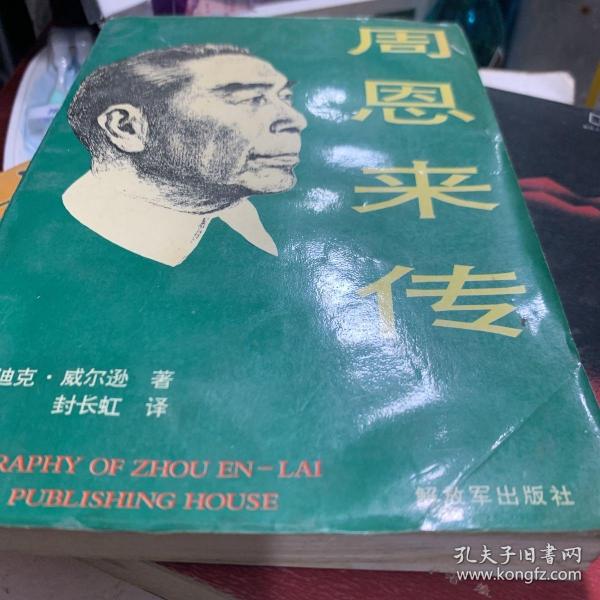 周恩来传
迪克·威尔逊 著
封长虹 译
RAPHY OF ZHOU EN-LAI
PUBLISHING HOUSE
解放军出版社
孔夫子旧书网
www.kongfz.com